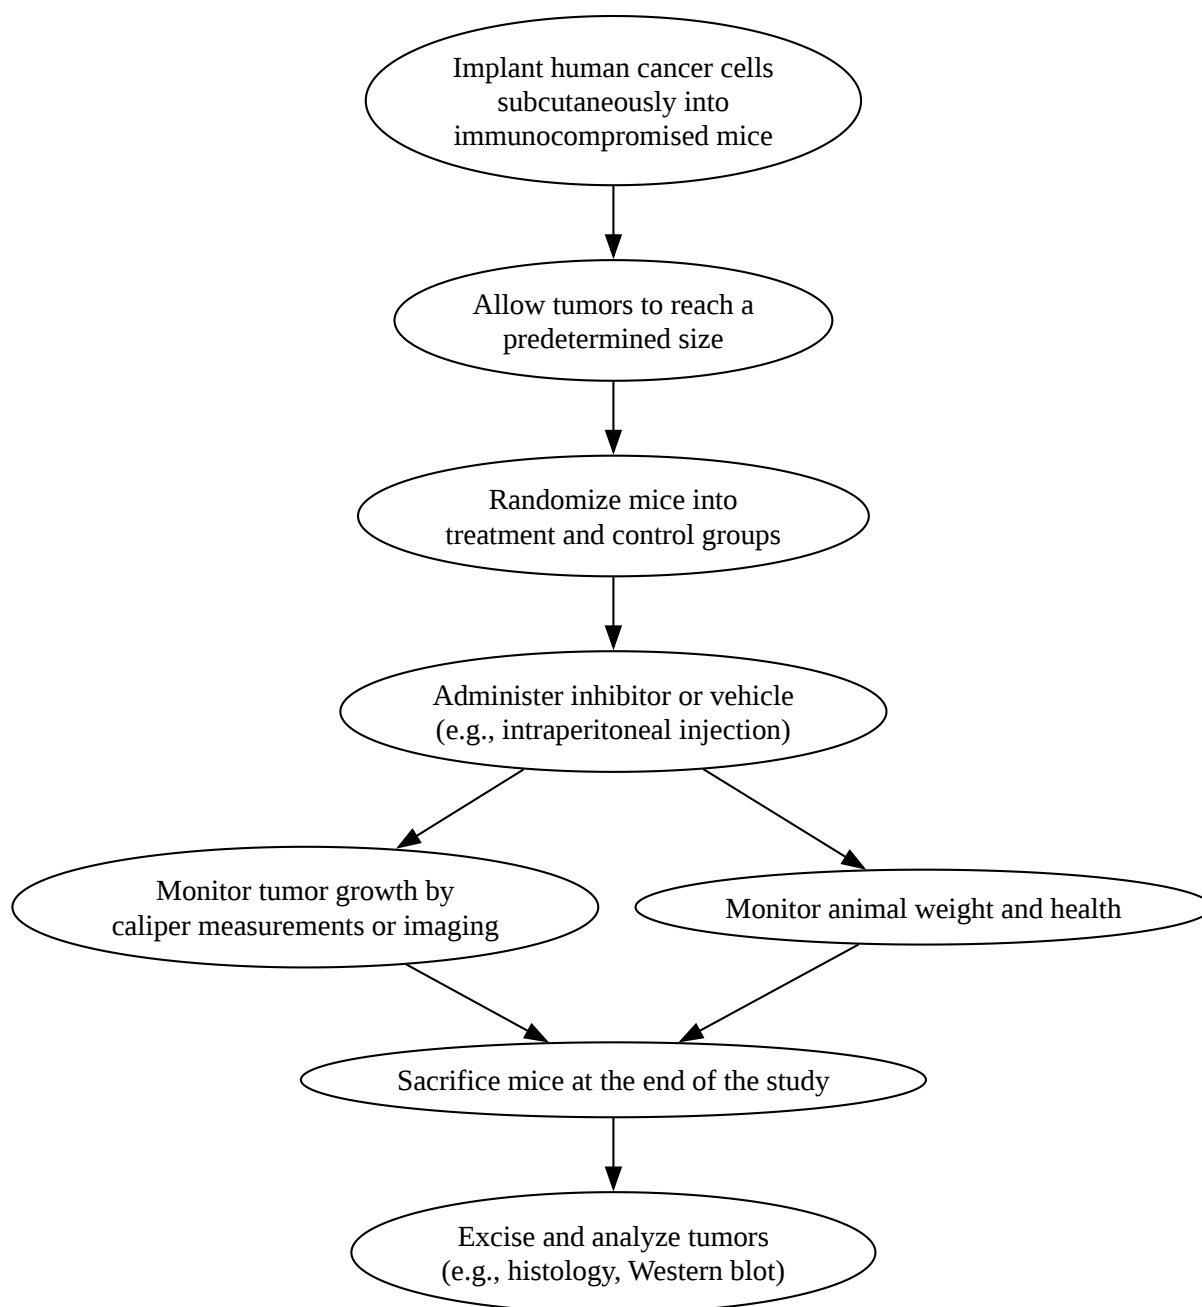 Implant human cancer cells
subcutaneously into
immunocompromised mice
Allow tumors to reach a
predetermined size
Randomize mice into
treatment and control groups
Administer inhibitor or vehicle
(e.g., intraperitoneal injection)
Monitor tumor growth by
caliper measurements or imaging
Monitor animal weight and health
Sacrifice mice at the end of the study
Excise and analyze tumors
(e.g., histology, Western blot)